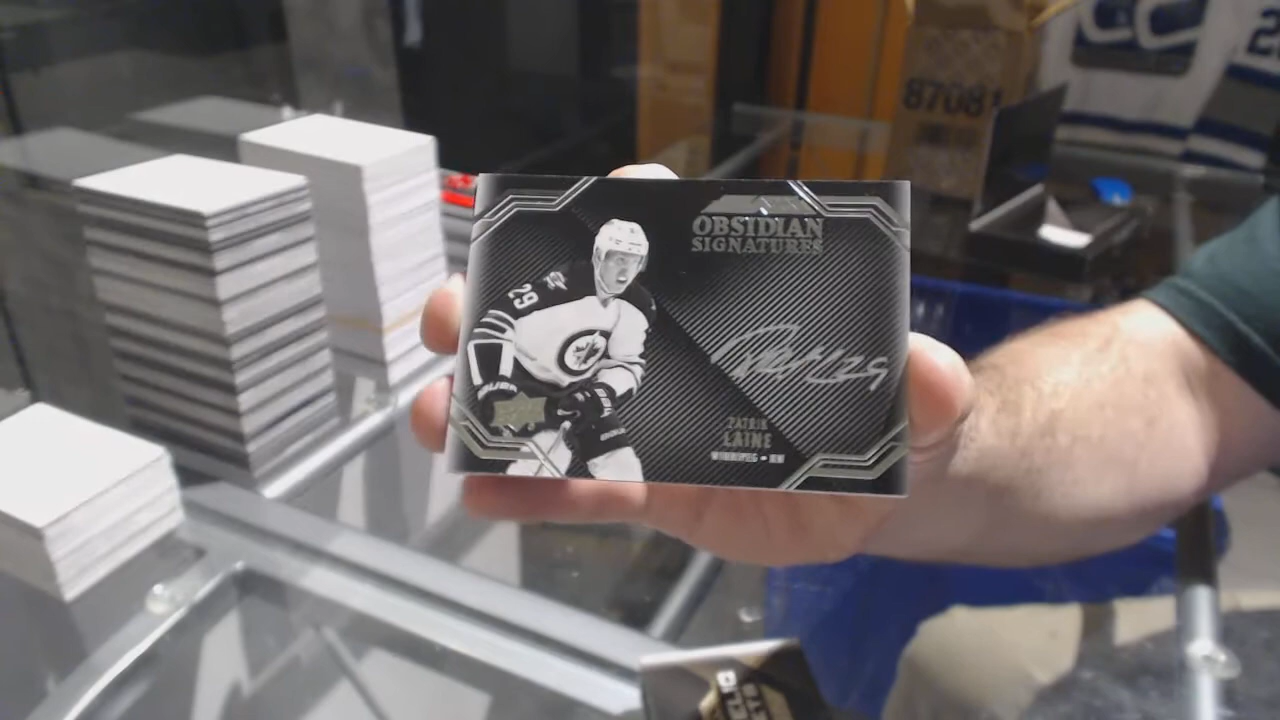 87081
OBSIDIAN
SIGNATURES
29
PATRIK
LAINE
WINNIPEG • RW